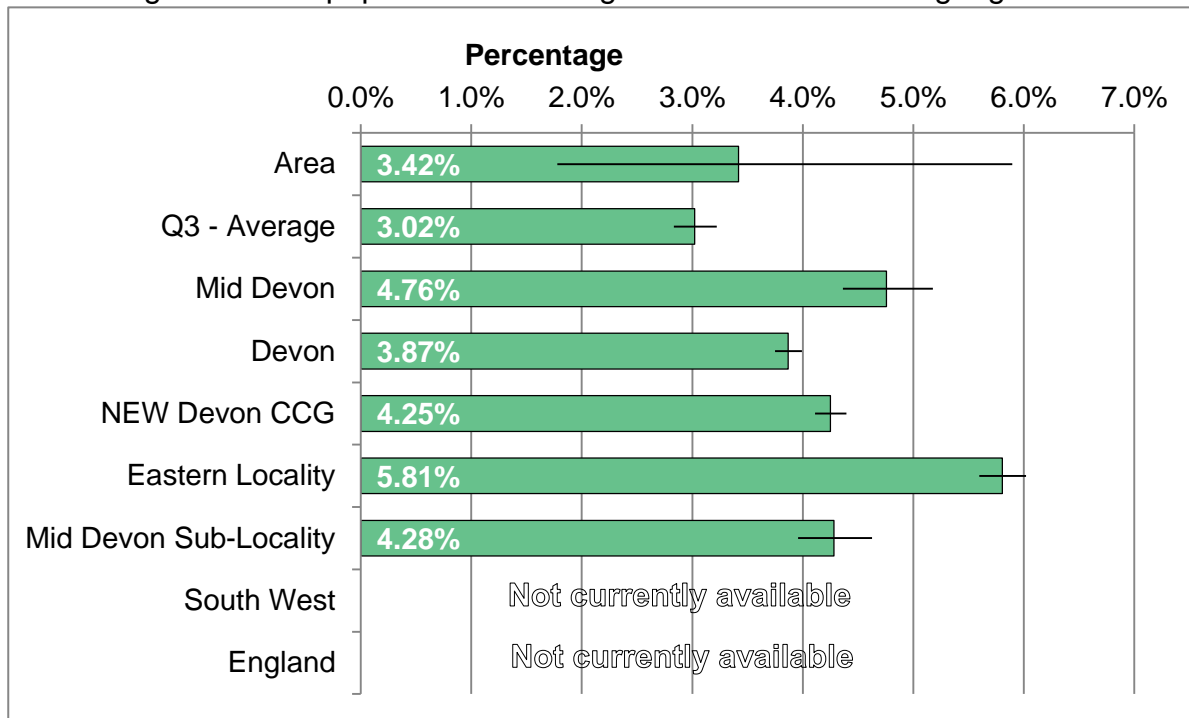 Percentage
0.0% 1.0% 2.0% 3.0% 4.0% 5.0% 6.0% 7.0%
Area 3.42%
Q3 - Average 3.02%
Mid Devon 4.76%
Devon 3.87%
NEW Devon CCG 4.25%
Eastern Locality 5.81%
Mid Devon Sub-Locality 4.28%
South West Not currently available
England Not currently available